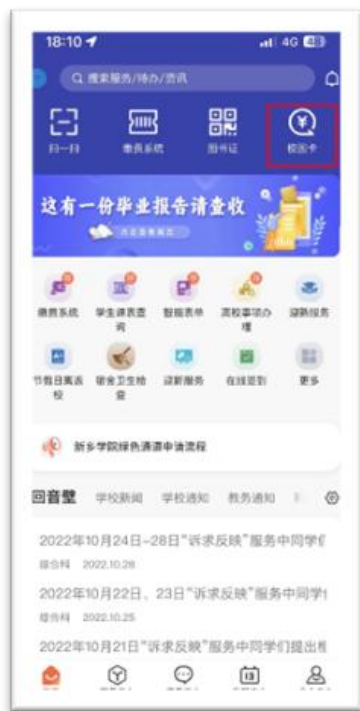 18:10
4G
搜索服务/待办/资讯
扫一扫
缴费系统
图书证
校园卡
这有一份毕业报告请查收
点击查看
缴费系统
学生课表查
询
智报表单
离校事项办
理
迎新服务
节假日离返
校
宿舍卫生检
查
迎新服务
在线签到
更多
新乡学院绿色通道申请流程
回音壁
学校新闻
学校通知
教务通知
2022年10月24日-28日“诉求反映”服务中同学们
综合科 2022.10.28
2022年10月22日、23日“诉求反映”服务中同学们
综合科 2022.10.25
2022年10月21日“诉求反映”服务中同学们提出相